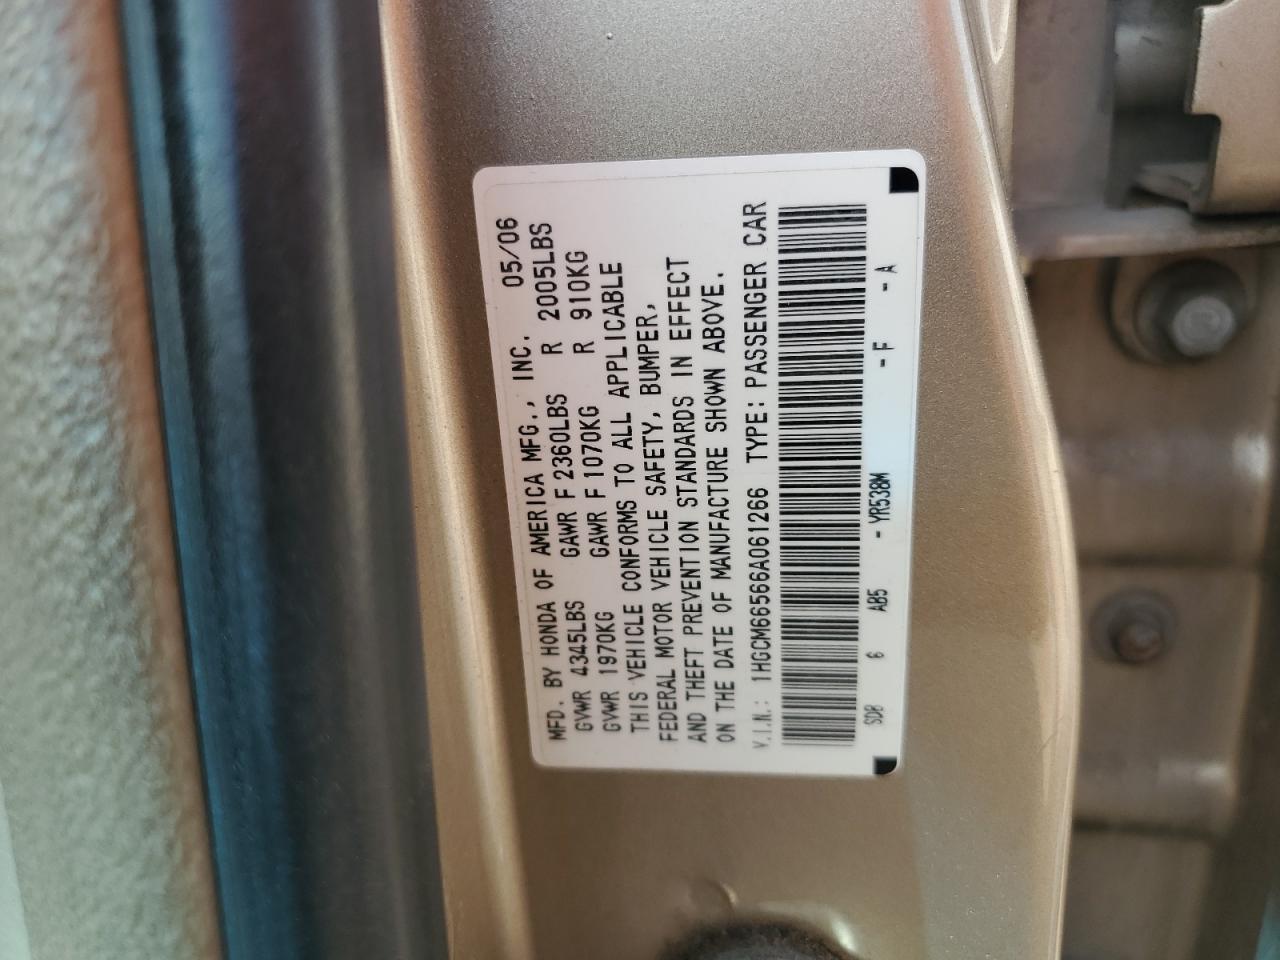 MFD. BY HONDA OF AMERICA MFG., INC. 05/06
GVWR 4345LBS GAWR F 2360LBS R 2005LBS
GVWR 1970KG GAWR F 1070KG R 910KG
THIS VEHICLE CONFORMS TO ALL APPLICABLE
FEDERAL MOTOR VEHICLE SAFETY, BUMPER,
AND THEFT PREVENTION STANDARDS IN EFFECT
ON THE DATE OF MANUFACTURE SHOWN ABOVE.
V.I.N.: 1HGCM66566A061266 TYPE: PASSENGER CAR
SDB 6 AB5 - YR538M - F - A